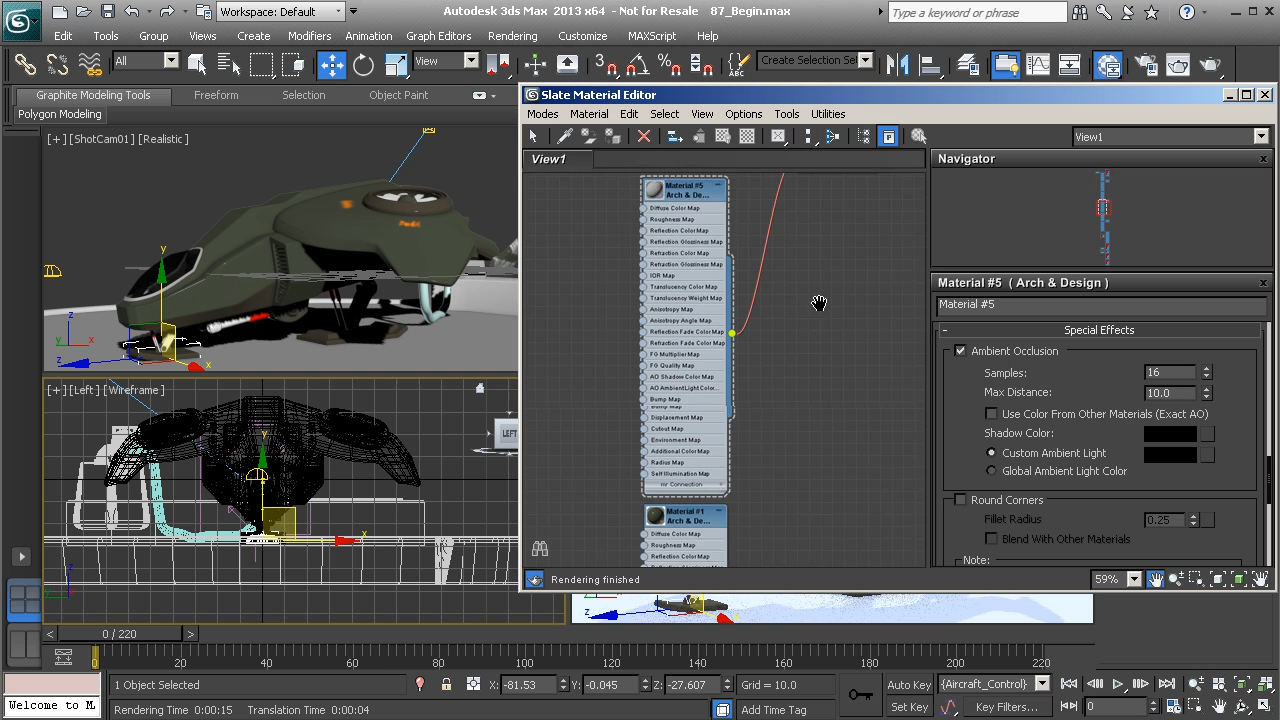 Workspace: Default
Autodesk 3ds Max 2013 x64 - Not for Resale 87_Begin.max
Type a keyword or phrase
Edit Tools Group Views Create Modifiers Animation Graph Editors Rendering Customize MAXScript Help
All
View
Create Selection Se
Graphite Modeling Tools Freeform Selection Object Paint
Polygon Modeling
[+] [ShotCam01] [Realistic]
[+] [Left] [Wireframe]
LEFT
Slate Material Editor
Modes Material Edit Select View Options Tools Utilities
View1
View1
Navigator
Material #5
Arch & De...
Diffuse Color Map
Roughness Map
Reflection Color Map
Reflection Glossiness Map
Refraction Color Map
Refraction Glossiness Map
IOR Map
Translucency Color Map
Translucency Weight Map
Anisotropy Map
Anisotropy Angle Map
Reflection Fade Color Map
Refraction Fade Color Map
FG Multiplier Map
FG Quality Map
AO Shadow Color Map
AO Ambient Light Color...
Bump Map
Displacement Map
Cutout Map
Environment Map
Additional Color Map
Radius Map
Self Illumination Map
mr Connection
Material #1
Arch & De...
Diffuse Color Map
Roughness Map
Reflection Color Map
Material #5 ( Arch & Design )
Material #5
Special Effects
Ambient Occlusion
Samples: 16
Max Distance: 10.0
Use Color From Other Materials (Exact AO)
Shadow Color:
Custom Ambient Light
Global Ambient Light Color
Round Corners
Fillet Radius 0.25
Blend With Other Materials
Note:
Rendering finished
59%
0 / 220
0 20 40 60 80 100 120 140 160 180 200 220
1 Object Selected
X: -81.53 Y: -0.045 Z: -27.607 Grid = 10.0
Auto Key {Aircraft_Control}
Welcome to M.
Rendering Time 0:00:15 Translation Time 0:00:04
Add Time Tag
Set Key Key Filters...
0